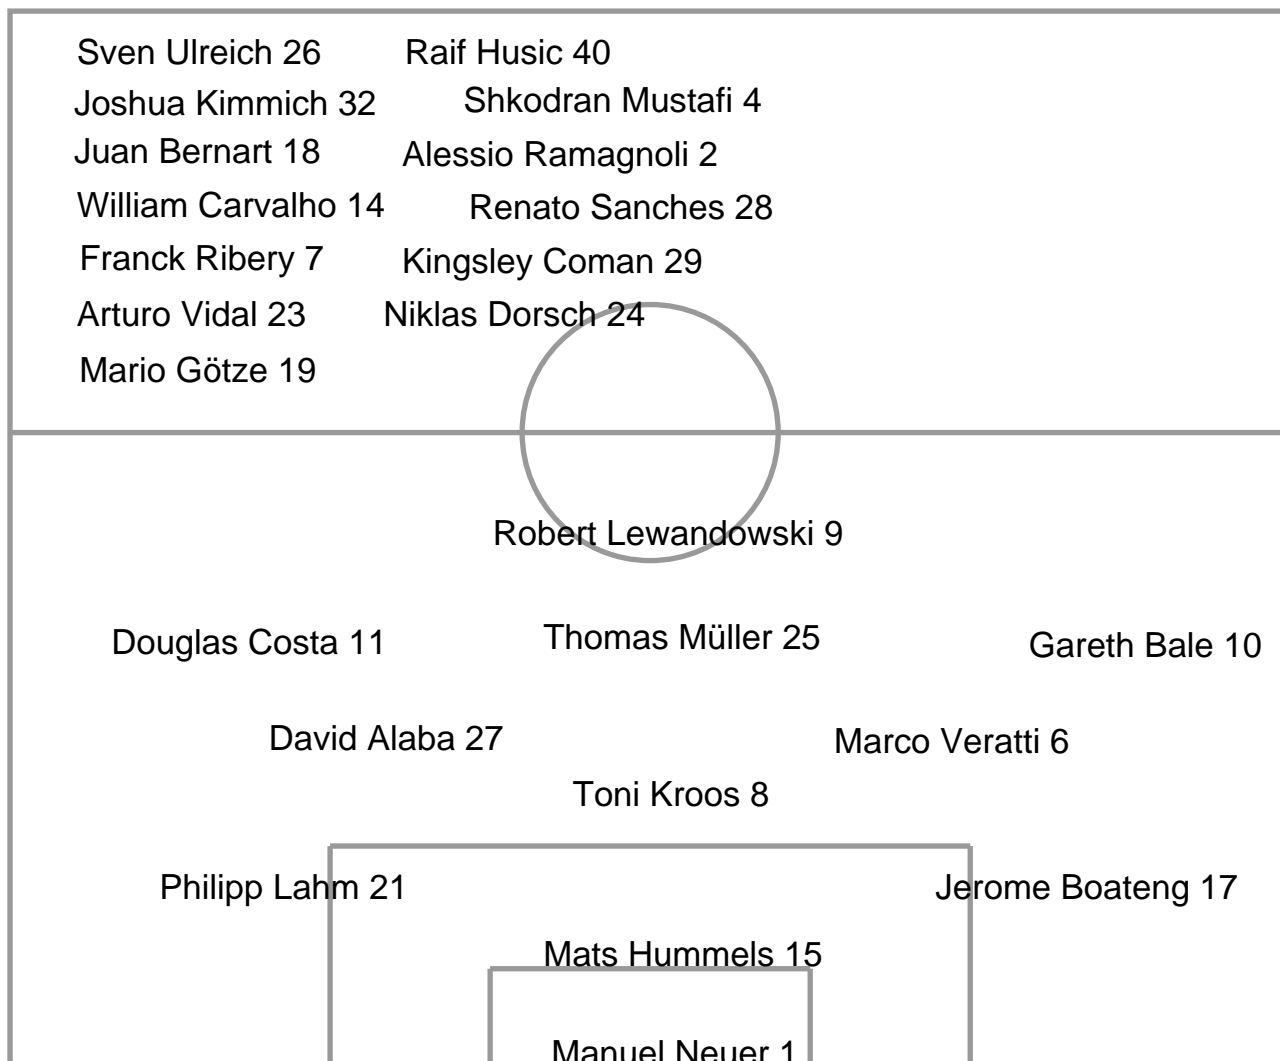 Sven Ulreich 26 Raif Husic 40
Joshua Kimmich 32 Shkodran Mustafi 4
Juan Bernart 18 Alessio Ramagnoli 2
William Carvalho 14 Renato Sanches 28
Franck Ribery 7 Kingsley Coman 29
Arturo Vidal 23 Niklas Dorsch 24
Mario Götze 19
Robert Lewandowski 9
Douglas Costa 11 Thomas Müller 25 Gareth Bale 10
David Alaba 27 Marco Veratti 6
Toni Kroos 8
Philipp Lahm 21 Jerome Boateng 17
Mats Hummels 15
Manuel Neuer 1